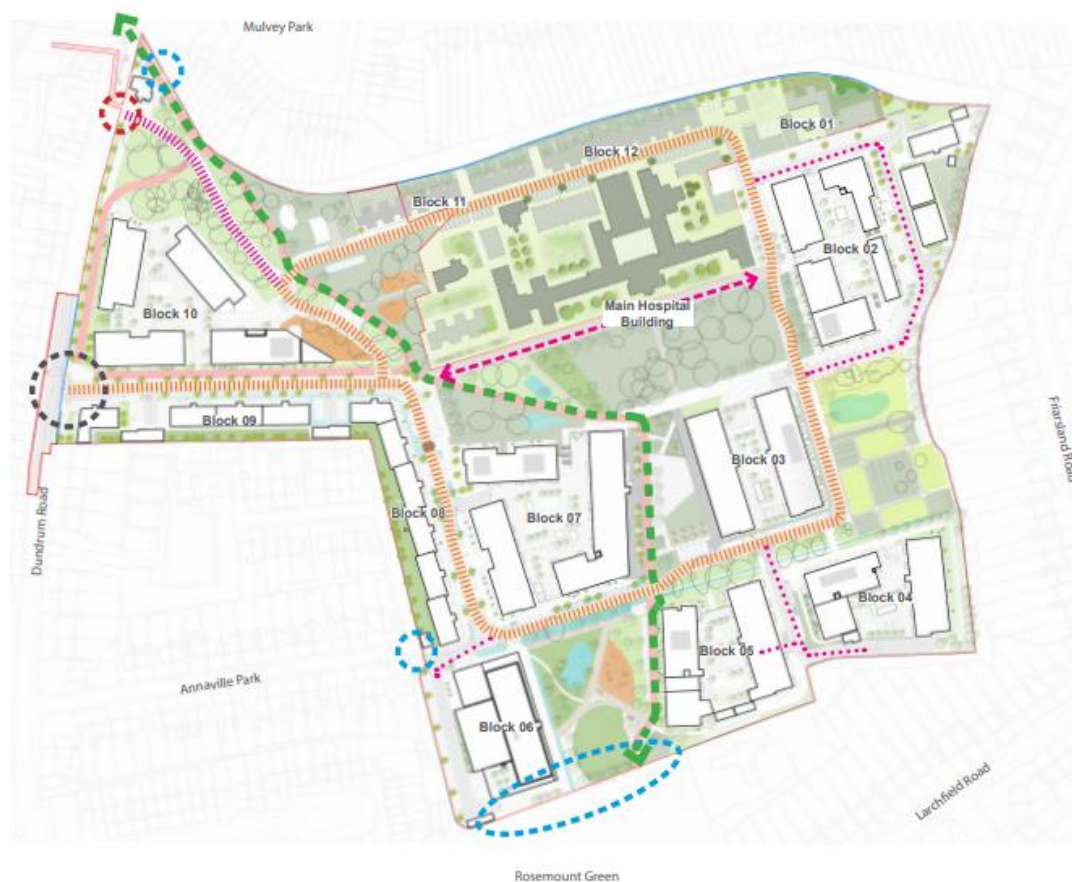 Mulvey Park
Block 01
Block 12
Block 11
Block 02
Main Hospital
Building
Block 10
Block 09
Block 03
Friarsland Road
Block 08
Block 07
Dundrum Road
Block 04
Block 05
Annaville Park
Block 06
Larchfield Road
Rosemount Green